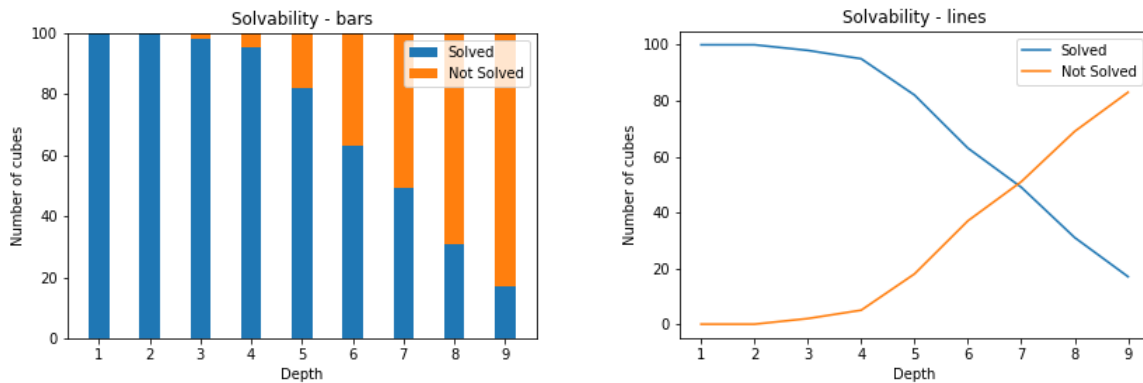 Solvability - bars
Number of cubes
100
80
60
40
20
0
Solved
Not Solved
1 2 3 4 5 6 7 8 9
Depth
Solvability - lines
Number of cubes
100
80
60
40
20
0
Solved
Not Solved
1 2 3 4 5 6 7 8 9
Depth